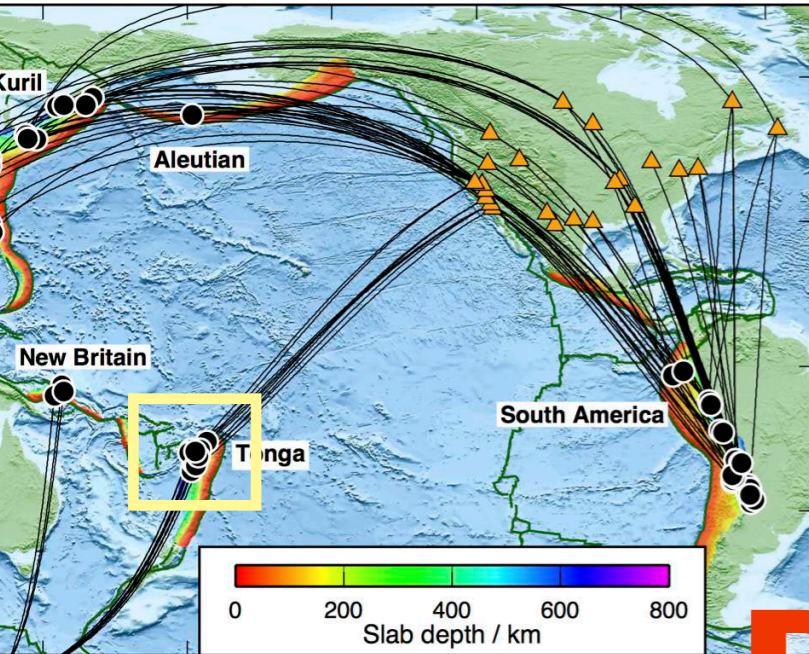 Kuril
Aleutian
New Britain
Tonga
South America
0 200 400 600 800
Slab depth / km